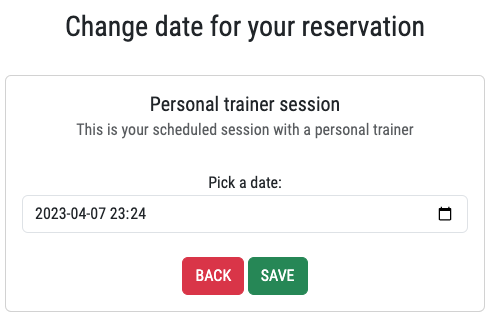 Change date for your reservation
Personal trainer session
This is your scheduled session with a personal trainer
Pick a date:
2023-04-07 23:24
BACK SAVE